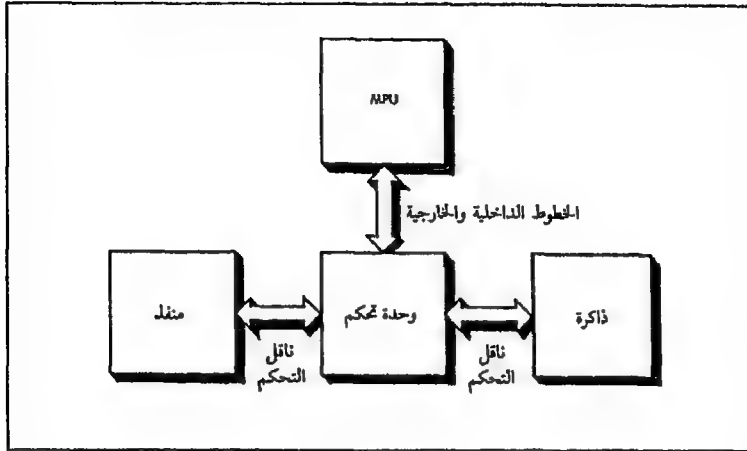 MPU
الخطوط الداخلية والخارجية
منفذ
وحدة تحكم
ذاكرة
ناقل
التحكم
ناقل
التحكم